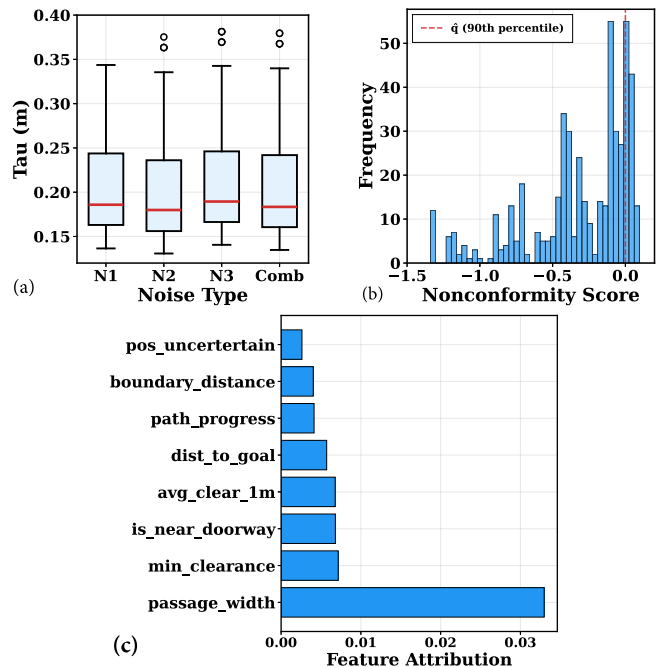 0.40
0.35
0.30
0.25
0.20
0.15
Tau (m)
N1 N2 N3 Comb
Noise Type
(a)
q̂ (90th percentile)
50
40
30
20
10
0
Frequency
−1.5 −1.0 −0.5 0.0
Nonconformity Score
(b)
pos_uncertertain
boundary_distance
path_progress
dist_to_goal
avg_clear_1m
is_near_doorway
min_clearance
passage_width
0.00 0.01 0.02 0.03
Feature Attribution
(c)